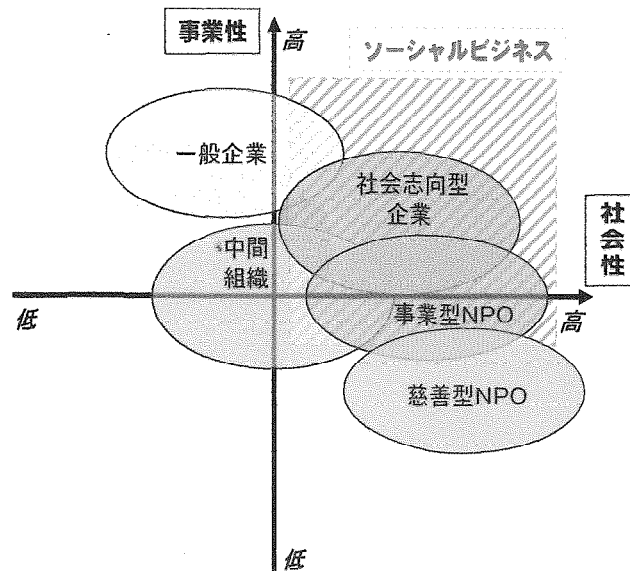 事業性
高
ソーシャルビジネス
一般企業
社会志向型
企業
社会性
中間
組織
低
事業型NPO
高
慈善型NPO
低